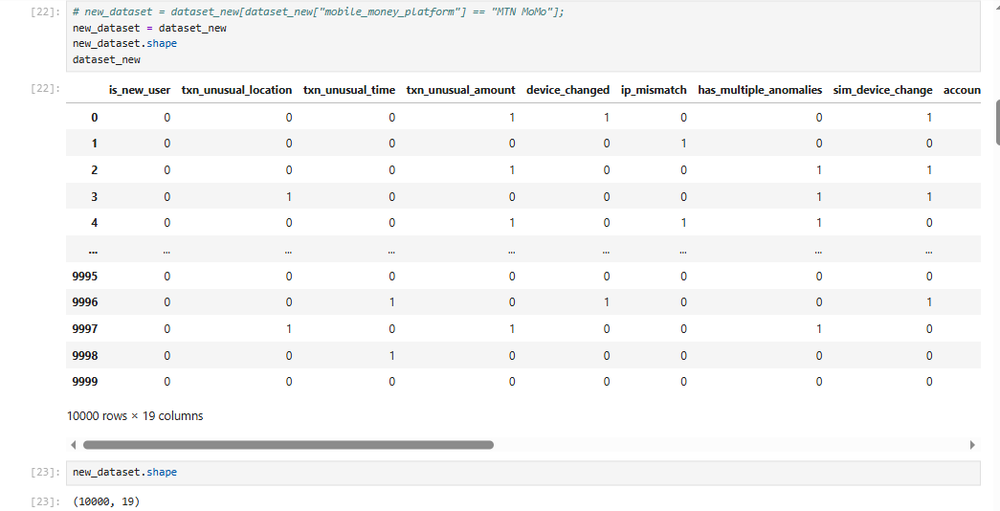 [22]: # new_dataset = dataset_new[dataset_new["mobile_money_platform"] == "MTN MoMo"];
new_dataset = dataset_new
new_dataset.shape
dataset_new
[22]: is_new_user txn_unusual_location txn_unusual_time txn_unusual_amount device_changed ip_mismatch has_multiple_anomalies sim_device_change accoun
0 0 0 0 1 1 0 0 1
1 0 0 0 0 0 1 0 0
2 0 0 0 1 0 0 1 1
3 0 1 0 0 0 0 1 1
4 0 0 0 1 0 1 1 0
... ... ... ... ... ... ... ... ...
9995 0 0 0 0 0 0 0 0
9996 0 0 1 0 1 0 0 1
9997 0 1 0 1 0 0 1 0
9998 0 0 1 0 0 0 0 0
9999 0 0 0 0 0 0 0 0
10000 rows × 19 columns
[23]: new_dataset.shape
[23]: (10000, 19)